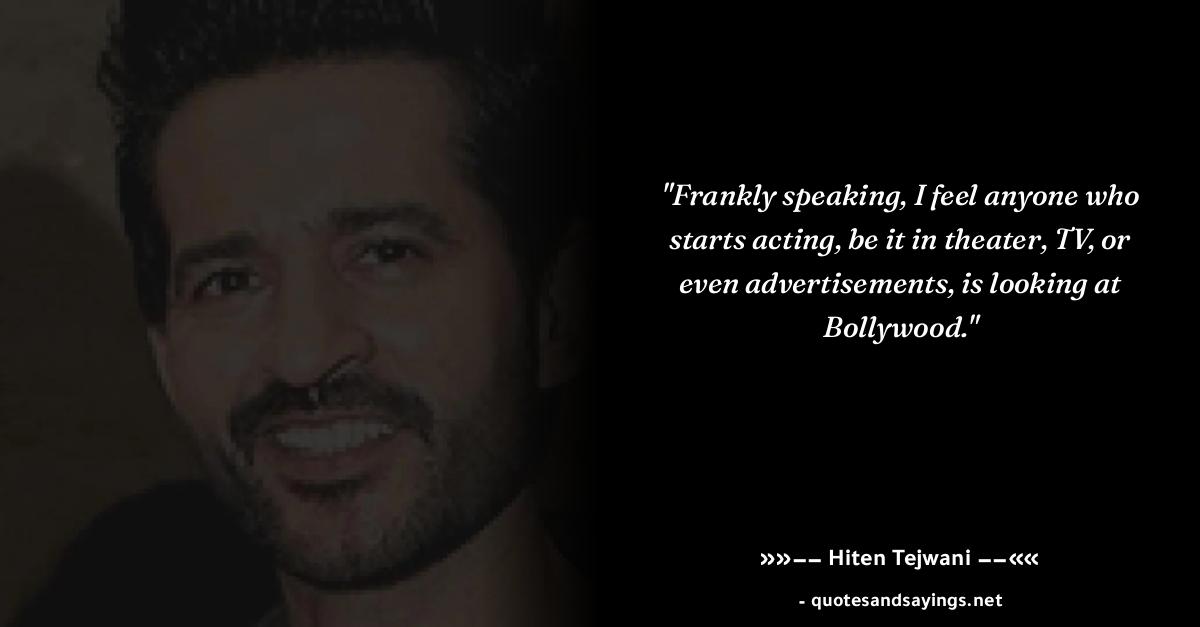 "Frankly speaking, I feel anyone who
starts acting, be it in theater, TV, or
even advertisements, is looking at
Bollywood."
»»–– Hiten Tejwani ––««
- quotesandsayings.net